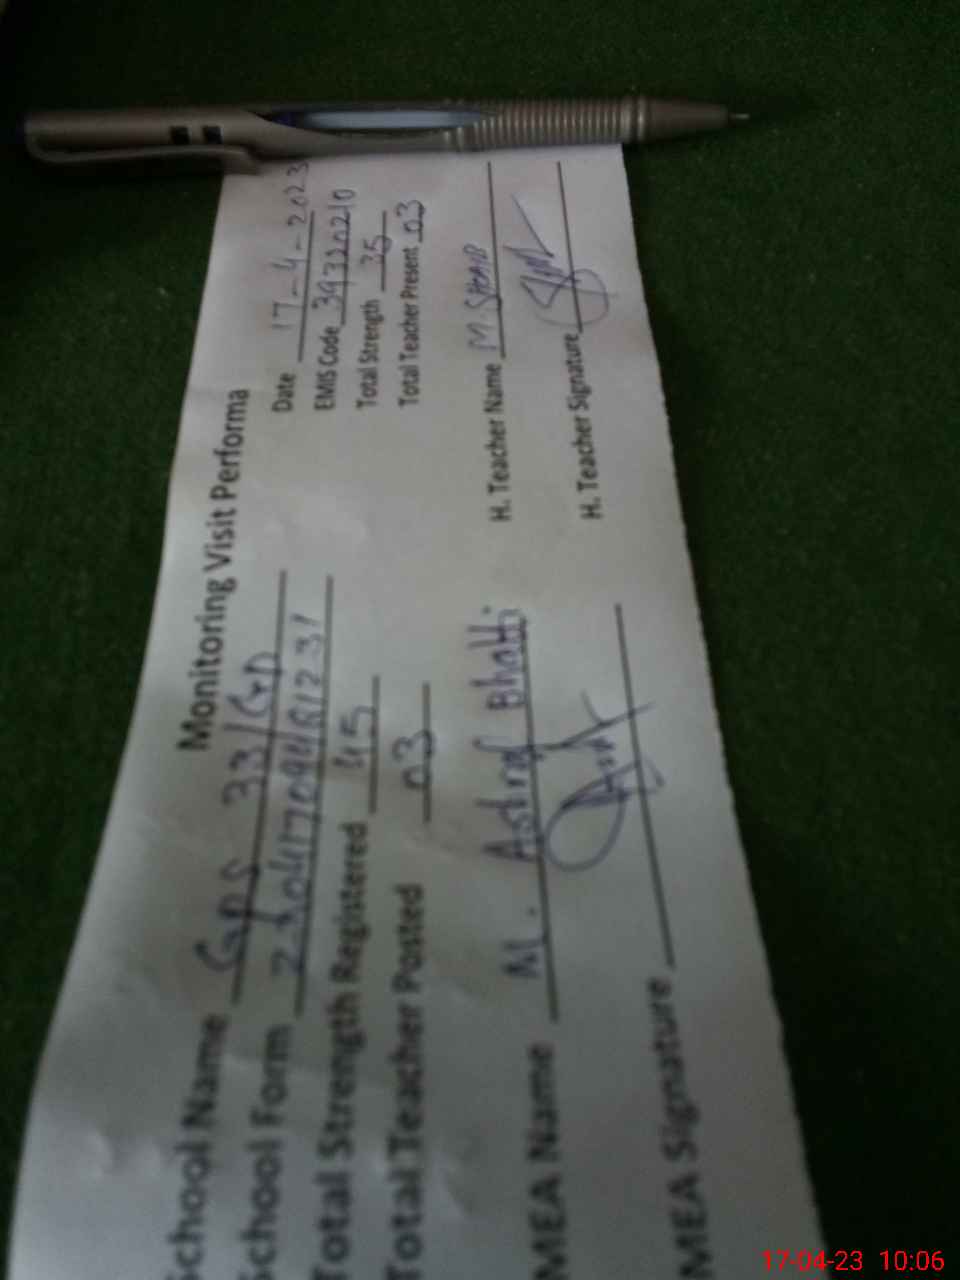 Monitoring Visit Performa
School Name GPS 33/GD Date 17-4-2023
School Form EMIS Code 39320210
Total Strength Registered 45 Total Strength 35
Total Teacher Posted 03 Total Teacher Present 03
MEA Name M. Ashraf Bhatti. H. Teacher Name M. SHOAIB
MEA Signature H. Teacher Signature
17-04-23 10:06